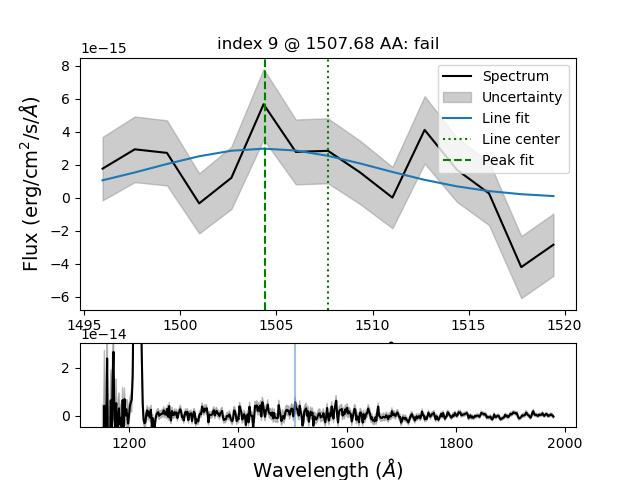 index 9 @ 1507.68 AA: fail
1e−15
8
6
4
2
0
−2
−4
−6
Flux (erg/cm²/s/Å)
Spectrum
Uncertainty
Line fit
Line center
Peak fit
1495 1500 1505 1510 1515 1520
1e−14
2
0
1200 1400 1600 1800 2000
Wavelength (Å)